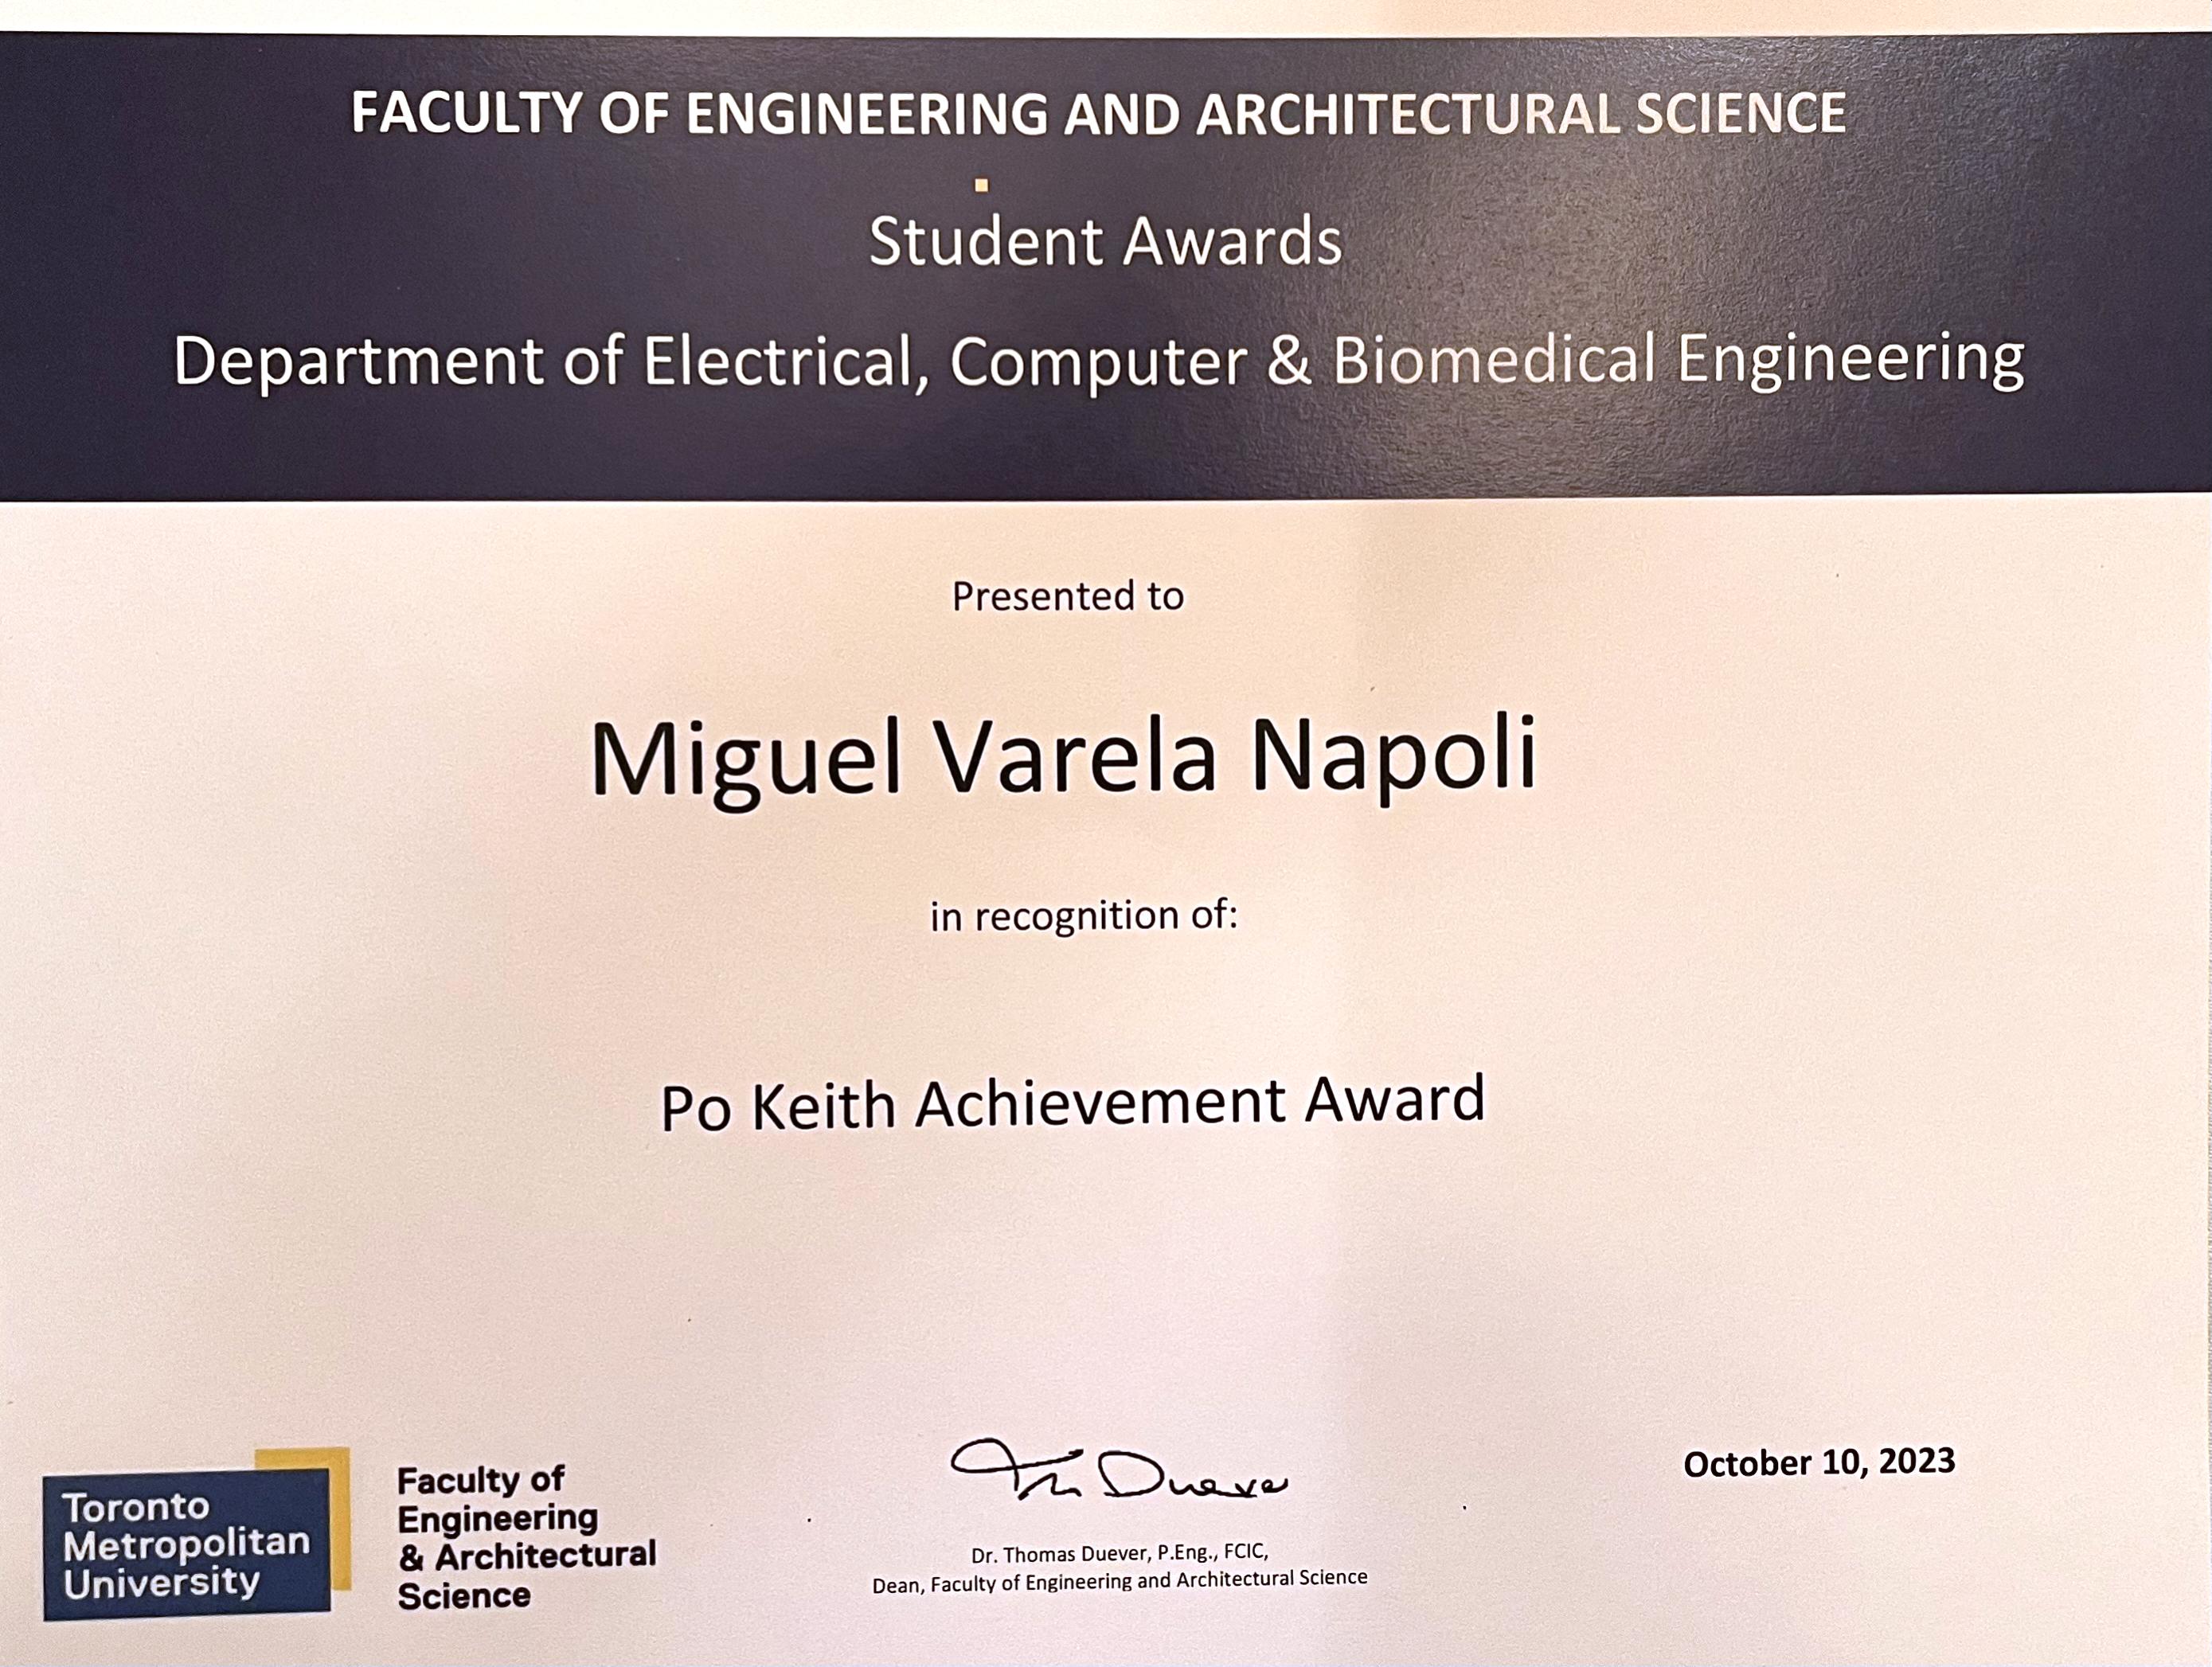 FACULTY OF ENGINEERING AND ARCHITECTURAL SCIENCE
Student Awards
Department of Electrical, Computer & Biomedical Engineering
Presented to
Miguel Varela Napoli
in recognition of:
Po Keith Achievement Award
Toronto
Metropolitan
University
Faculty of
Engineering
& Architectural
Science
Tom Duever
Dr. Thomas Duever, P.Eng., FCIC,
Dean, Faculty of Engineering and Architectural Science
October 10, 2023